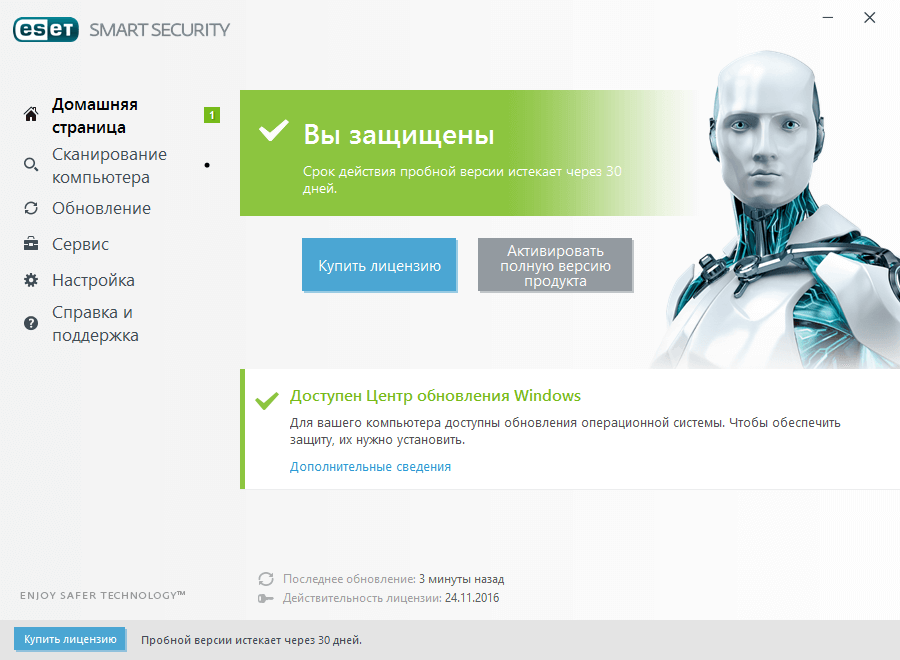 eset SMART SECURITY
Домашняя
страница
1
Сканирование
компьютера
Обновление
Сервис
Настройка
Справка и
поддержка
Вы защищены
Срок действия пробной версии истекает через 30
дней.
Купить лицензию
Активировать
полную версию
продукта
Доступен Центр обновления Windows
Для вашего компьютера доступны обновления операционной системы. Чтобы обеспечить
защиту, их нужно установить.
Дополнительные сведения
Последнее обновление: 3 минуты назад
Действительность лицензии: 24.11.2016
ENJOY SAFER TECHNOLOGY™
Купить лицензию Пробной версии истекает через 30 дней.